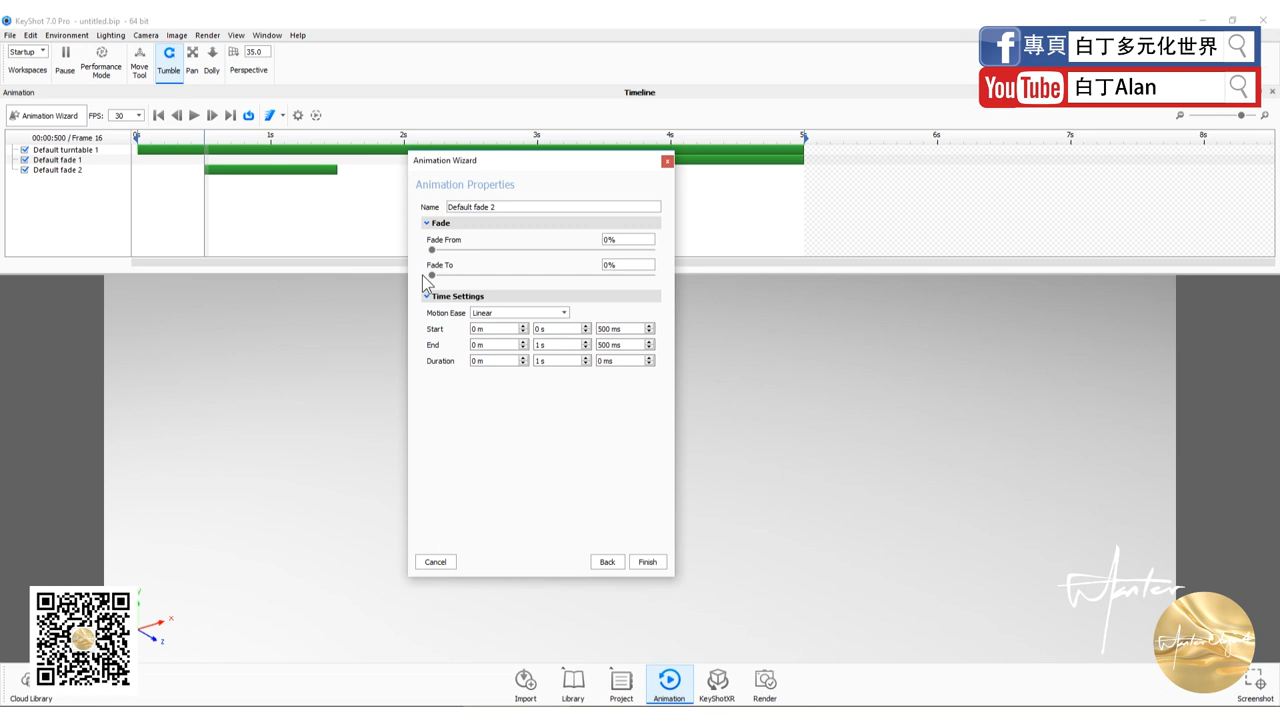 KeyShot 7.0 Pro - untitled.bip - 64 bit
File Edit Environment Lighting Camera Image Render View Window Help
Startup
35.0
Workspaces Pause Performance Mode Move Tool Tumble Pan Dolly Perspective
f 專頁 白丁多元化世界
YouTube 白丁Alan
Animation Timeline
Animation Wizard FPS: 30
00:00:500 / Frame 16
0s 1s 2s 3s 4s 5s 6s 7s 8s
Default turntable 1
Default fade 1
Default fade 2
Animation Wizard
Animation Properties
Name Default fade 2
Fade
Fade From 0%
Fade To 0%
Time Settings
Motion Ease Linear
Start 0 m 0 s 500 ms
End 0 m 1 s 500 ms
Duration 0 m 1 s 0 ms
Cancel Back Finish
X
Z
Cloud Library Import Library Project Animation KeyShotXR Render Screenshot